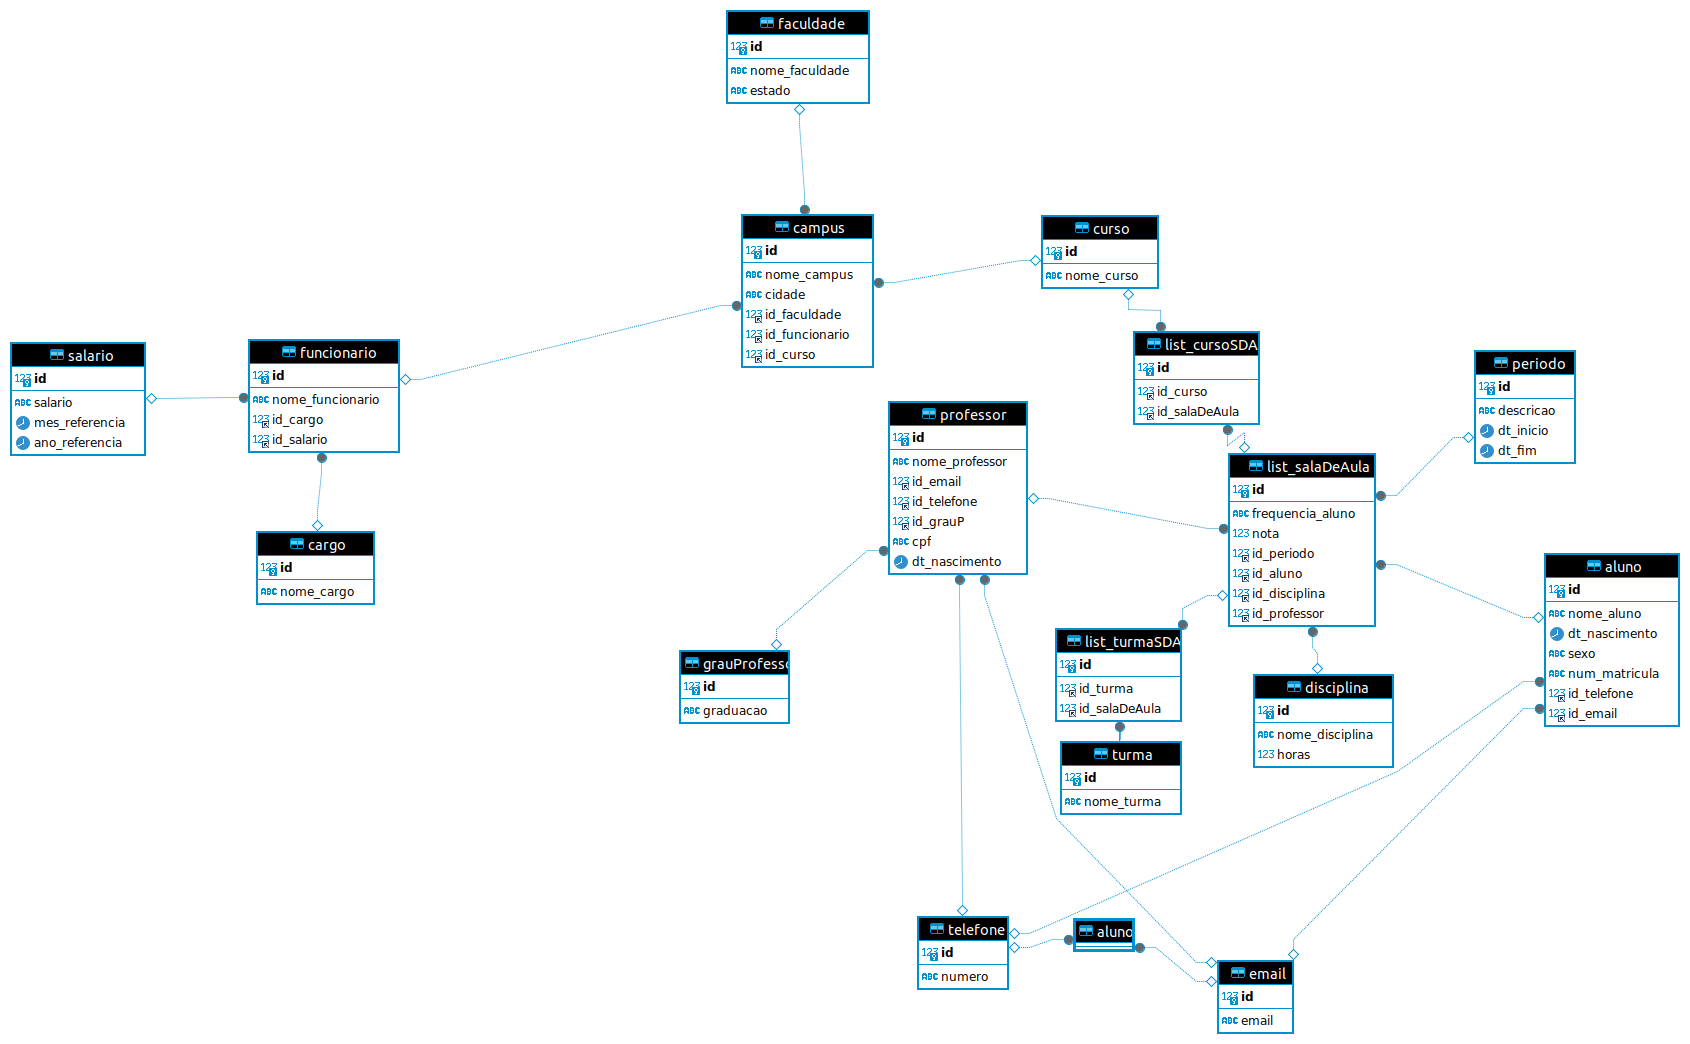 faculdade
id
nome_faculdade
estado
campus
id
nome_campus
cidade
id_faculdade
id_funcionario
id_curso
curso
id
nome_curso
salario
id
salario
mes_referencia
ano_referencia
funcionario
id
nome_funcionario
id_cargo
id_salario
cargo
id
nome_cargo
list_cursoSDA
id
id_curso
id_salaDeAula
periodo
id
descricao
dt_inicio
dt_fim
professor
id
nome_professor
id_email
id_telefone
id_grauP
cpf
dt_nascimento
list_salaDeAula
id
frequencia_aluno
nota
id_periodo
id_aluno
id_disciplina
id_professor
aluno
id
nome_aluno
dt_nascimento
sexo
num_matricula
id_telefone
id_email
grauProfesso
id
graduacao
list_turmaSDA
id
id_turma
id_salaDeAula
disciplina
id
nome_disciplina
horas
turma
id
nome_turma
telefone
id
numero
aluno
email
id
email